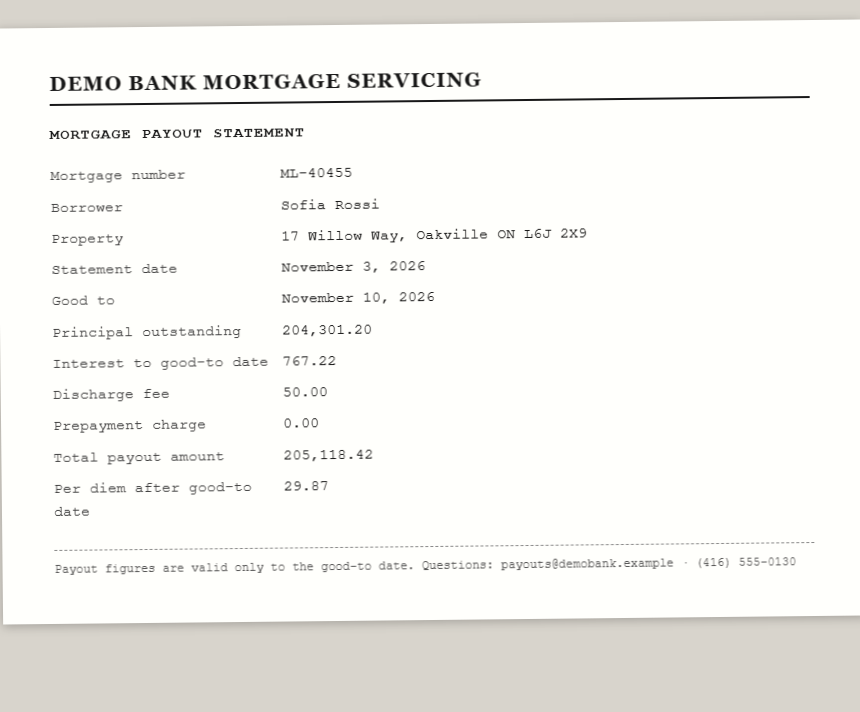 DEMO BANK MORTGAGE SERVICING
MORTGAGE PAYOUT STATEMENT
Mortgage number ML-40455
Borrower Sofia Rossi
Property 17 Willow Way, Oakville ON L6J 2X9
Statement date November 3, 2026
Good to November 10, 2026
Principal outstanding 204,301.20
Interest to good-to date 767.22
Discharge fee 50.00
Prepayment charge 0.00
Total payout amount 205,118.42
Per diem after good-to 29.87
date
Payout figures are valid only to the good-to date. Questions: payouts@demobank.example · (416) 555-0130